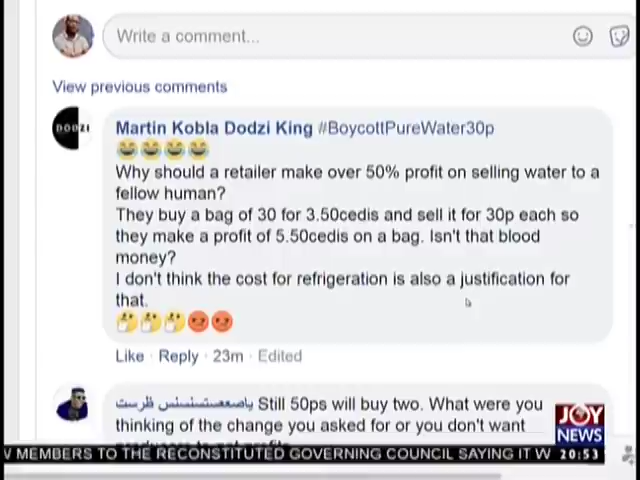 Write a comment...
View previous comments
DODZI
Martin Kobla Dodzi King #BoycottPureWater30p
😂😂😂😂
Why should a retailer make over 50% profit on selling water to a
fellow human?
They buy a bag of 30 for 3.50cedis and sell it for 30p each so
they make a profit of 5.50cedis on a bag. Isn't that blood
money?
I don't think the cost for refrigeration is also a justification for
that.
🤔🤔🤔😡😡
Like · Reply · 23m · Edited
Still 50ps will buy two. What were you
thinking of the change you asked for or you don't want
JOY
NEWS
W MEMBERS TO THE RECONSTITUTED GOVERNING COUNCIL SAYING IT W
20:53